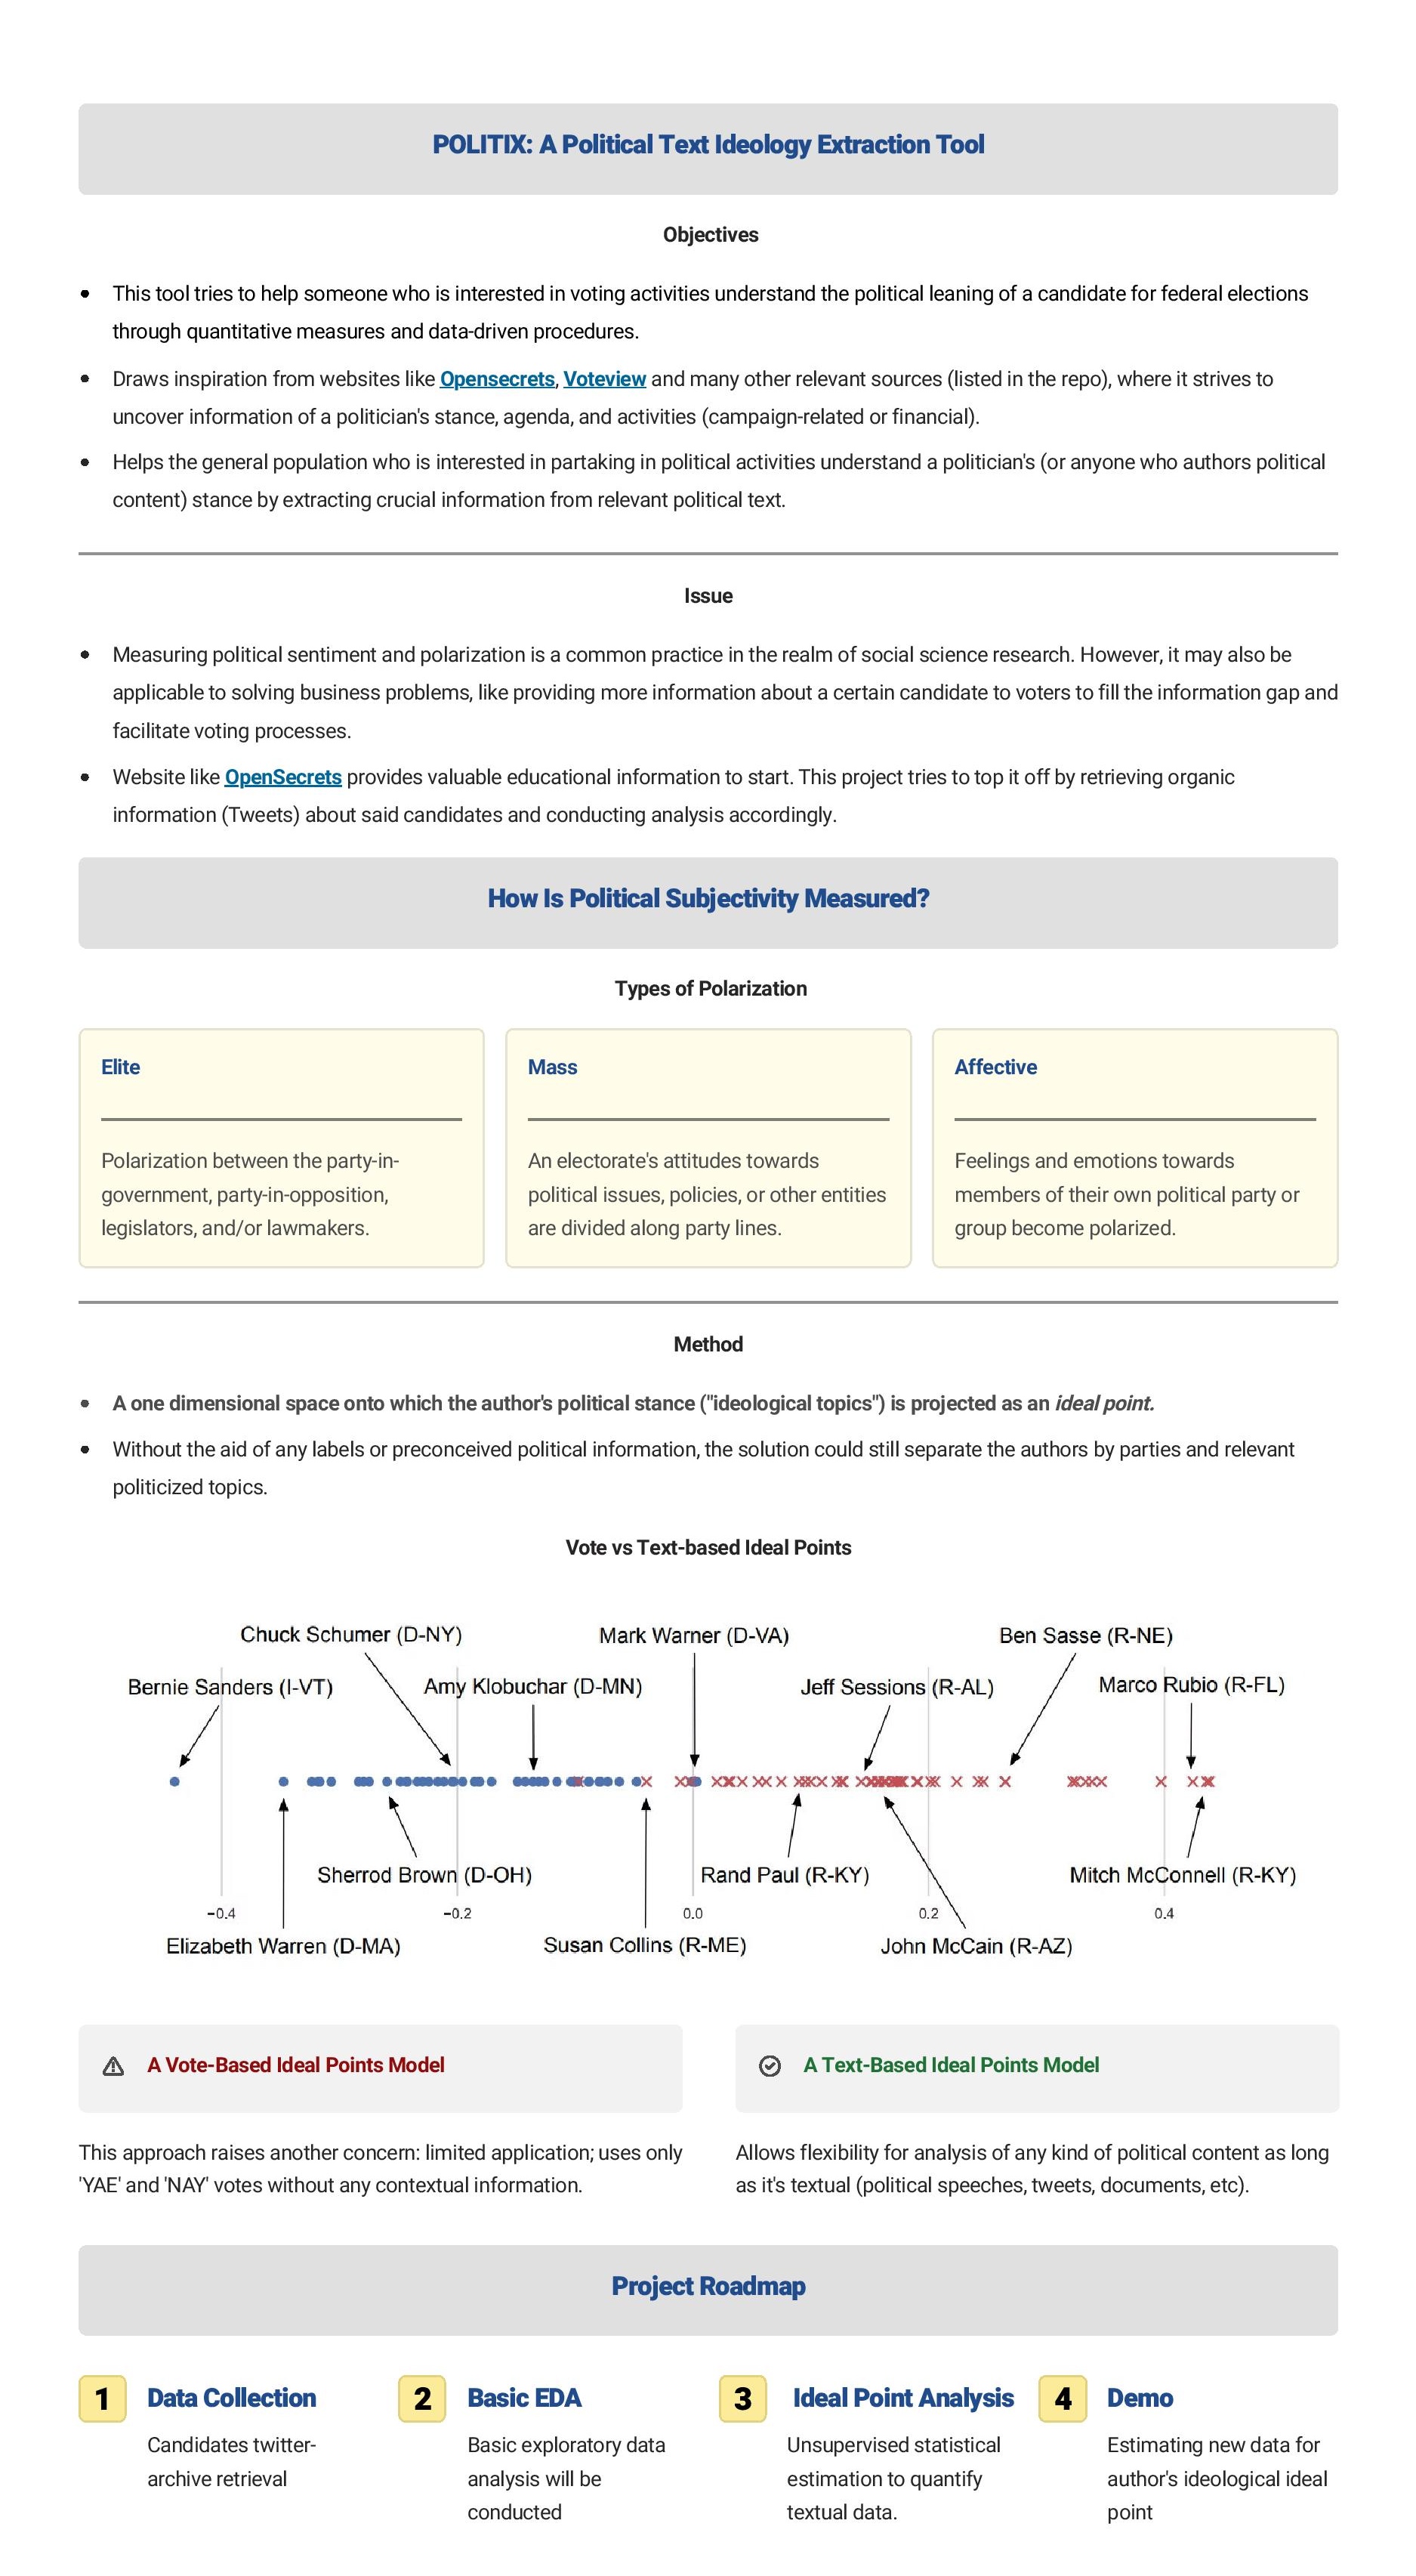 POLITIX: A Political Text Ideology Extraction Tool
Objectives
• This tool tries to help someone who is interested in voting activities understand the political leaning of a candidate for federal elections
through quantitative measures and data-driven procedures.
• Draws inspiration from websites like Opensecrets, Voteview and many other relevant sources (listed in the repo), where it strives to
uncover information of a politician's stance, agenda, and activities (campaign-related or financial).
• Helps the general population who is interested in partaking in political activities understand a politician's (or anyone who authors political
content) stance by extracting crucial information from relevant political text.
Issue
• Measuring political sentiment and polarization is a common practice in the realm of social science research. However, it may also be
applicable to solving business problems, like providing more information about a certain candidate to voters to fill the information gap and
facilitate voting processes.
• Website like OpenSecrets provides valuable educational information to start. This project tries to top it off by retrieving organic
information (Tweets) about said candidates and conducting analysis accordingly.
How Is Political Subjectivity Measured?
Types of Polarization
Elite
Polarization between the party-in-
government, party-in-opposition,
legislators, and/or lawmakers.
Mass
An electorate's attitudes towards
political issues, policies, or other entities
are divided along party lines.
Affective
Feelings and emotions towards
members of their own political party or
group become polarized.
Method
• A one dimensional space onto which the author's political stance ("ideological topics") is projected as an ideal point.
• Without the aid of any labels or preconceived political information, the solution could still separate the authors by parties and relevant
politicized topics.
Vote vs Text-based Ideal Points
Chuck Schumer (D-NY)
Mark Warner (D-VA)
Ben Sasse (R-NE)
Bernie Sanders (I-VT)
Amy Klobuchar (D-MN)
Jeff Sessions (R-AL)
Marco Rubio (R-FL)
Sherrod Brown (D-OH)
Rand Paul (R-KY)
Mitch McConnell (R-KY)
−0.4
−0.2
0.0
0.2
0.4
Elizabeth Warren (D-MA)
Susan Collins (R-ME)
John McCain (R-AZ)
A Vote-Based Ideal Points Model
This approach raises another concern: limited application; uses only
'YAE' and 'NAY' votes without any contextual information.
A Text-Based Ideal Points Model
Allows flexibility for analysis of any kind of political content as long
as it's textual (political speeches, tweets, documents, etc).
Project Roadmap
1 Data Collection
Candidates twitter-
archive retrieval
2 Basic EDA
Basic exploratory data
analysis will be
conducted
3 Ideal Point Analysis
Unsupervised statistical
estimation to quantify
textual data.
4 Demo
Estimating new data for
author's ideological ideal
point